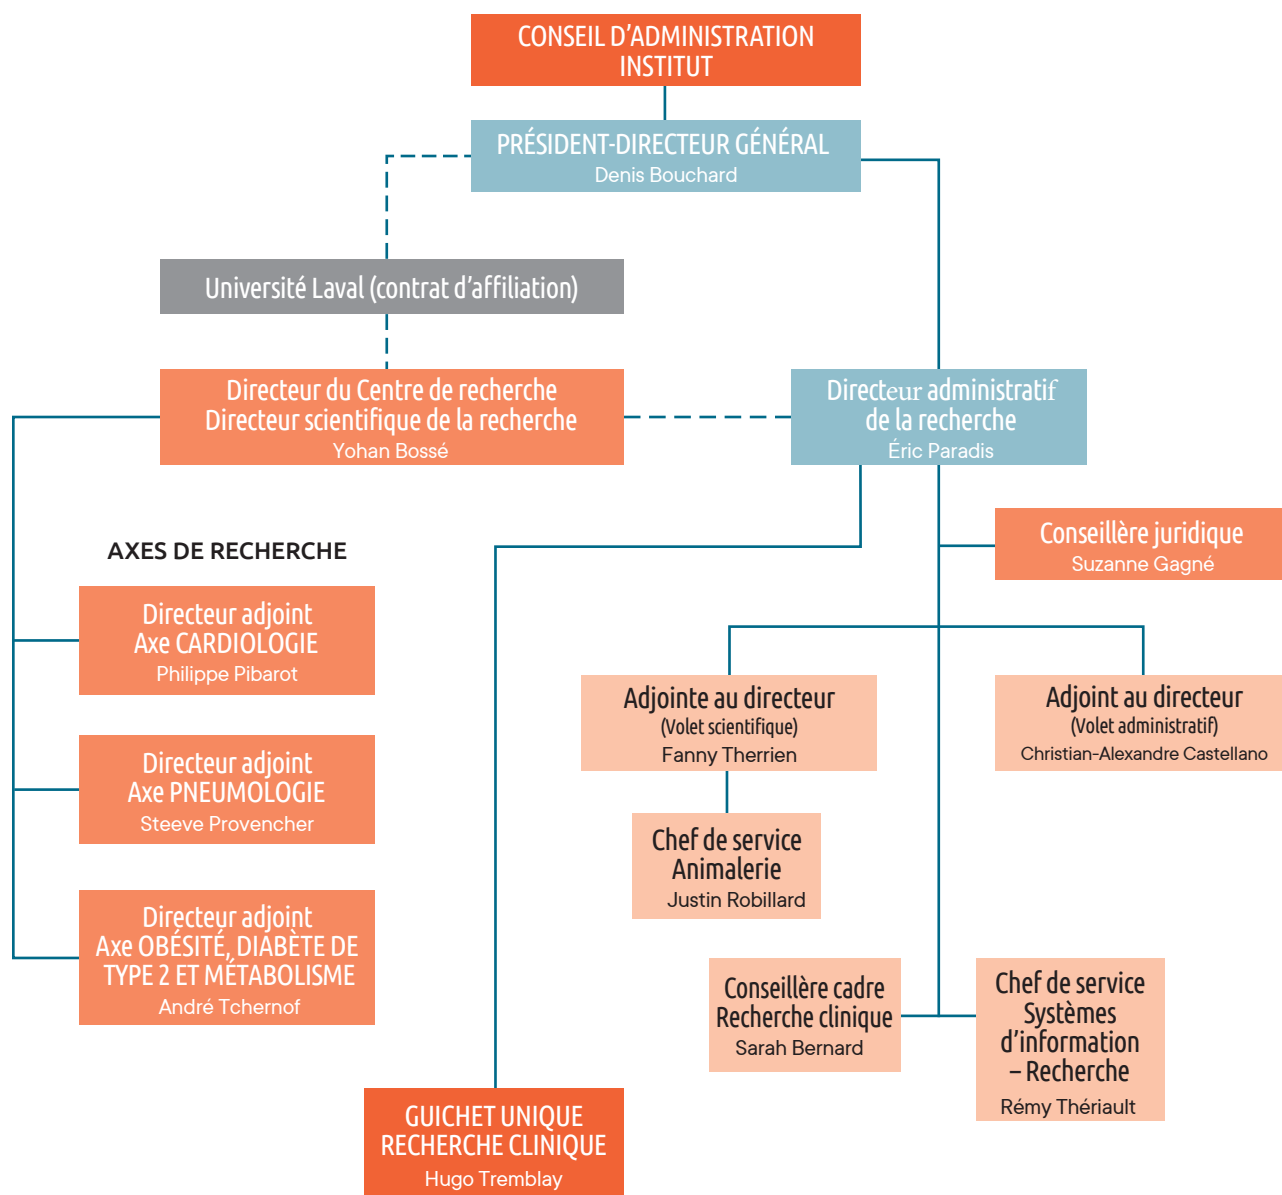 CONSEIL D’ADMINISTRATION
INSTITUT
PRÉSIDENT-DIRECTEUR GÉNÉRAL
Denis Bouchard
Université Laval (contrat d’affiliation)
Directeur du Centre de recherche
Directeur scientifique de la recherche
Yohan Bossé
Directeur administratif
de la recherche
Éric Paradis
Conseillère juridique
Suzanne Gagné
AXES DE RECHERCHE
Directeur adjoint
Axe CARDIOLOGIE
Philippe Pibarot
Directeur adjoint
Axe PNEUMOLOGIE
Steeve Provencher
Directeur adjoint
Axe OBÉSITÉ, DIABÈTE DE
TYPE 2 ET MÉTABOLISME
André Tchernof
Adjointe au directeur
(Volet scientifique)
Fanny Therrien
Adjoint au directeur
(Volet administratif)
Christian-Alexandre Castellano
Chef de service
Animalerie
Justin Robillard
Conseillère cadre
Recherche clinique
Sarah Bernard
Chef de service
Systèmes
d’information
– Recherche
Rémy Thériault
GUICHET UNIQUE
RECHERCHE CLINIQUE
Hugo Tremblay